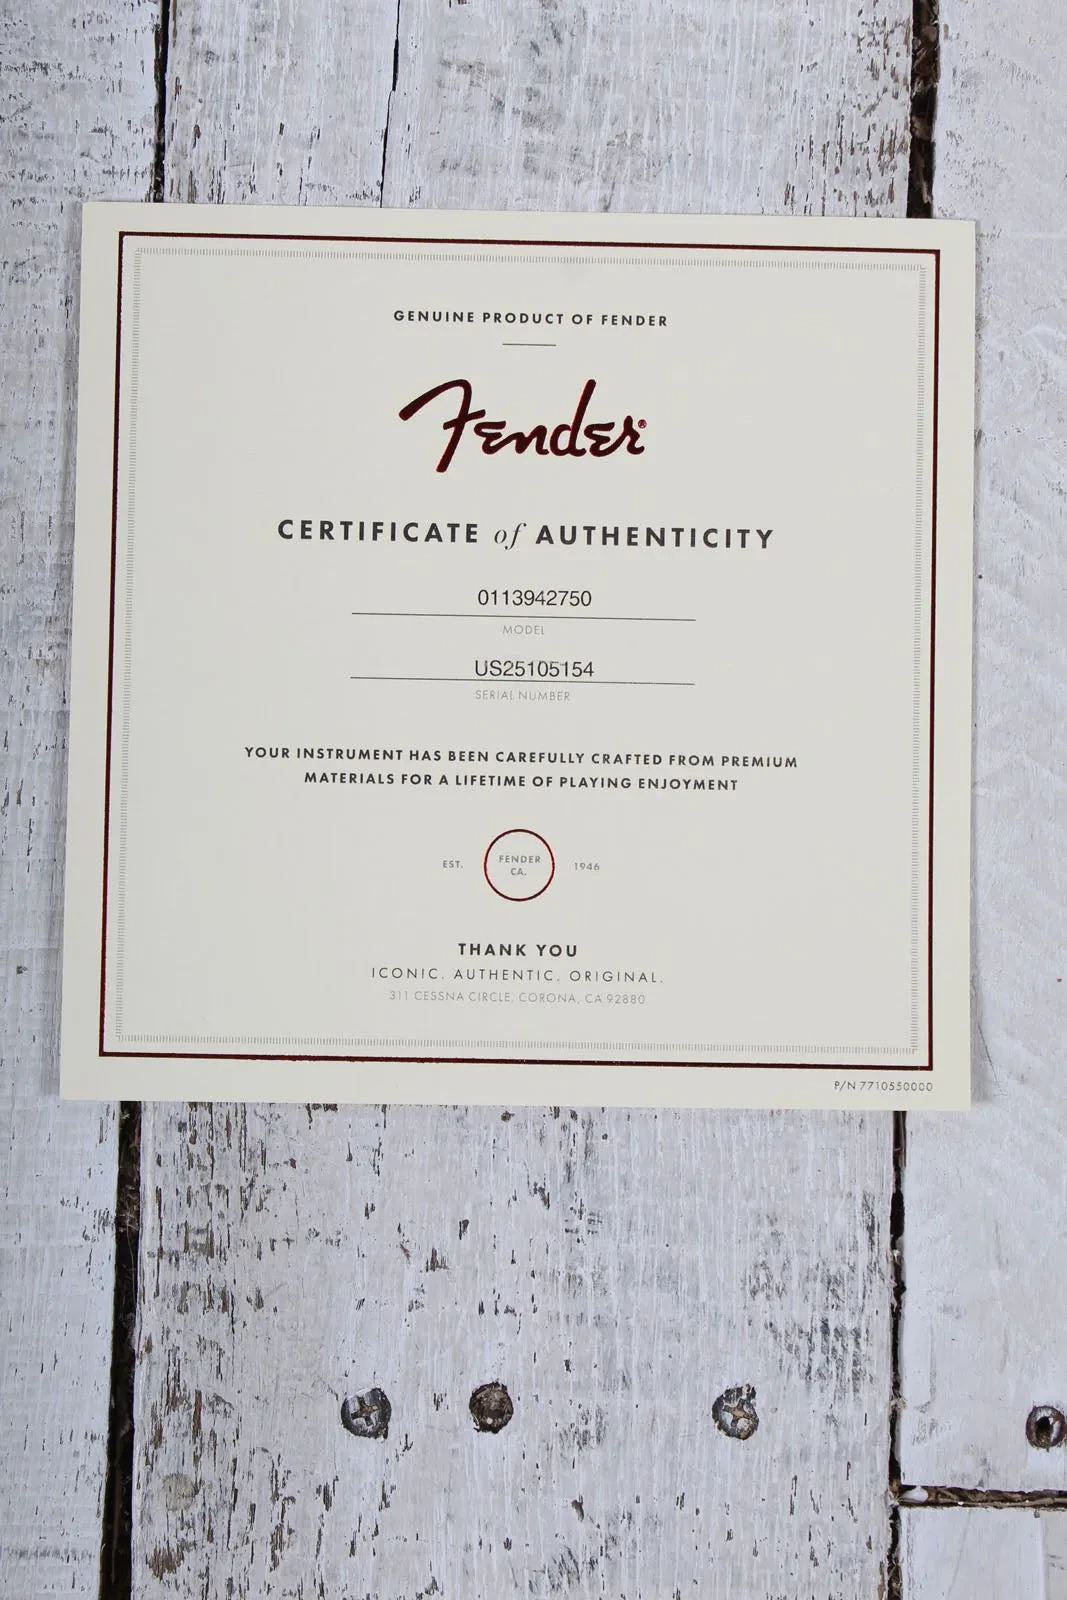 GENUINE PRODUCT OF FENDER
Fender®
CERTIFICATE of AUTHENTICITY
0113942750
MODEL
US25105154
SERIAL NUMBER
YOUR INSTRUMENT HAS BEEN CAREFULLY CRAFTED FROM PREMIUM
MATERIALS FOR A LIFETIME OF PLAYING ENJOYMENT
EST. FENDER CA. 1946
THANK YOU
ICONIC. AUTHENTIC. ORIGINAL.
311 CESSNA CIRCLE, CORONA, CA 92880
P/N 7710550000